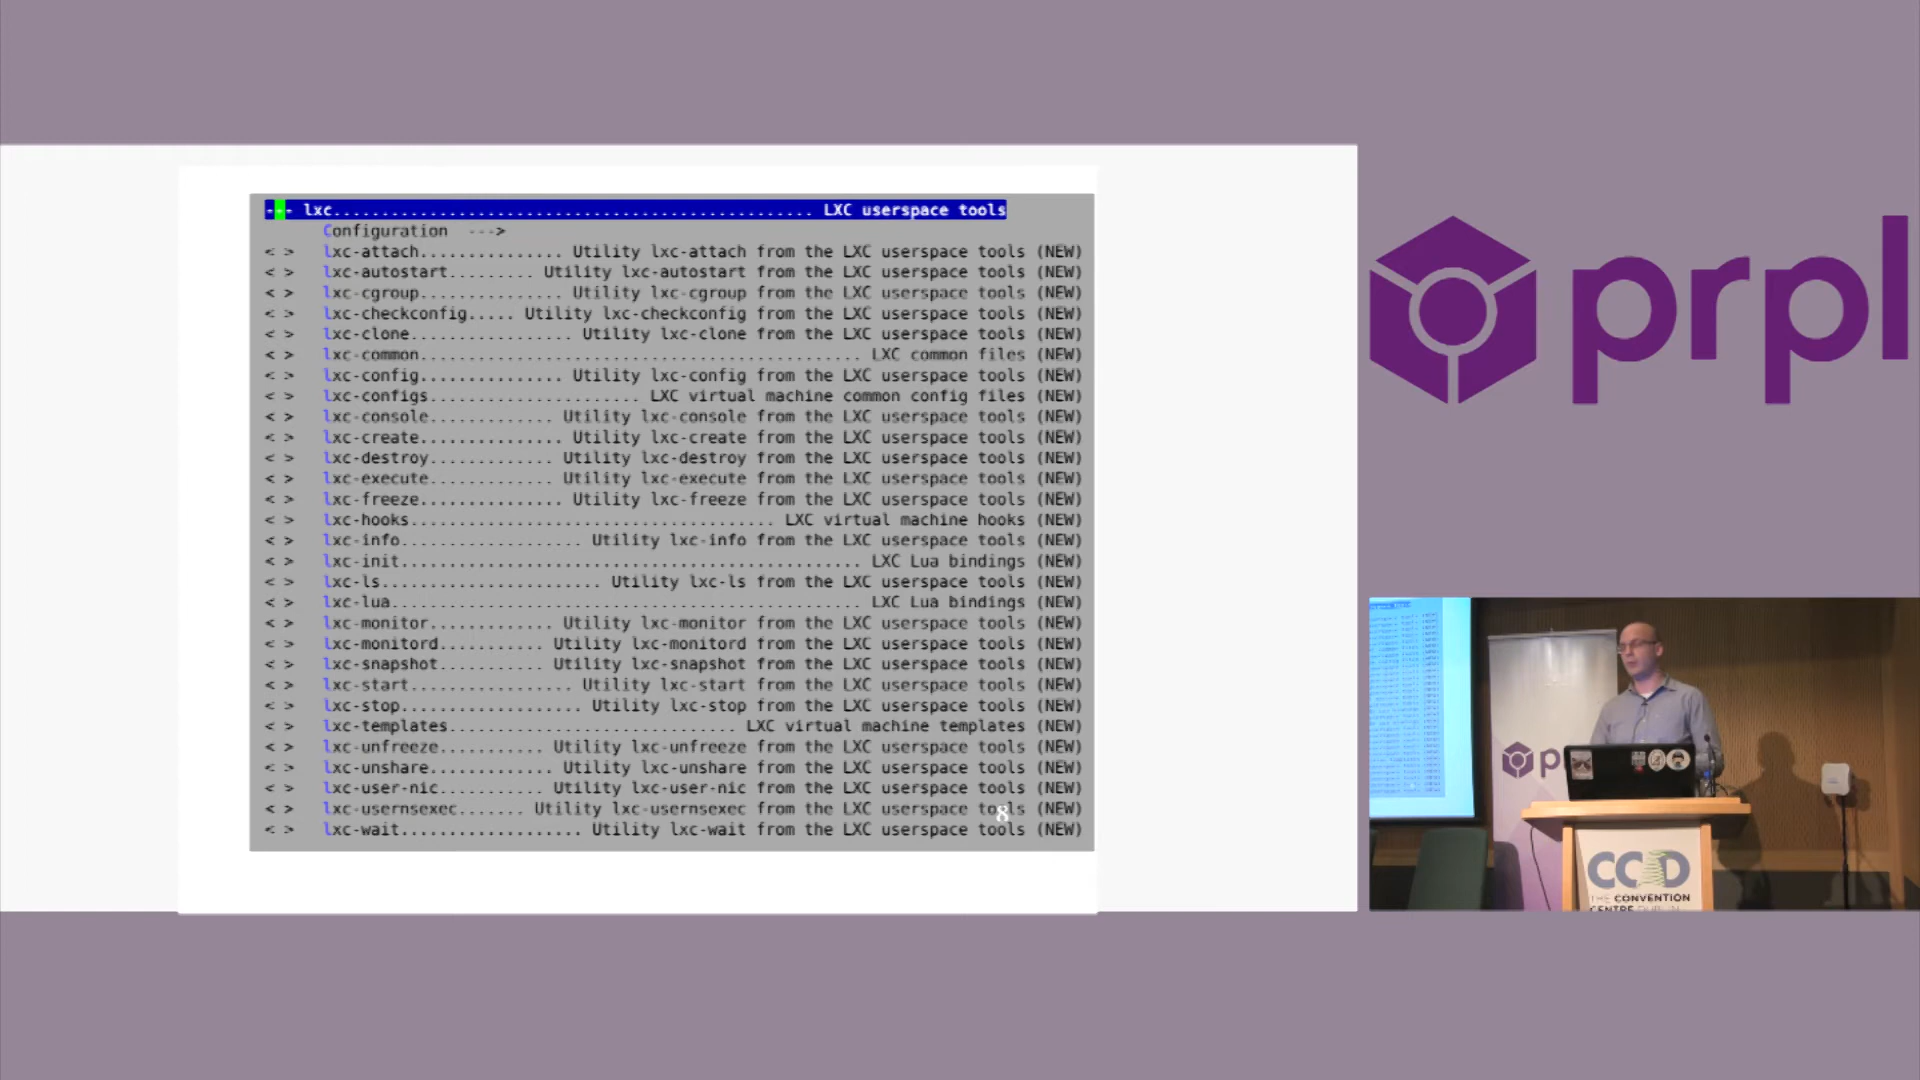 --- lxc.................................................. LXC userspace tools
Configuration --->
< > lxc-attach............... Utility lxc-attach from the LXC userspace tools (NEW)
< > lxc-autostart......... Utility lxc-autostart from the LXC userspace tools (NEW)
< > lxc-cgroup............... Utility lxc-cgroup from the LXC userspace tools (NEW)
< > lxc-checkconfig..... Utility lxc-checkconfig from the LXC userspace tools (NEW)
< > lxc-clone................. Utility lxc-clone from the LXC userspace tools (NEW)
< > lxc-common.............................................. LXC common files (NEW)
< > lxc-config............... Utility lxc-config from the LXC userspace tools (NEW)
< > lxc-configs...................... LXC virtual machine common config files (NEW)
< > lxc-console............. Utility lxc-console from the LXC userspace tools (NEW)
< > lxc-create............... Utility lxc-create from the LXC userspace tools (NEW)
< > lxc-destroy............. Utility lxc-destroy from the LXC userspace tools (NEW)
< > lxc-execute............. Utility lxc-execute from the LXC userspace tools (NEW)
< > lxc-freeze............... Utility lxc-freeze from the LXC userspace tools (NEW)
< > lxc-hooks...................................... LXC virtual machine hooks (NEW)
< > lxc-info................... Utility lxc-info from the LXC userspace tools (NEW)
< > lxc-init................................................ LXC Lua bindings (NEW)
< > lxc-ls....................... Utility lxc-ls from the LXC userspace tools (NEW)
< > lxc-lua................................................. LXC Lua bindings (NEW)
< > lxc-monitor............. Utility lxc-monitor from the LXC userspace tools (NEW)
< > lxc-monitord........... Utility lxc-monitord from the LXC userspace tools (NEW)
< > lxc-snapshot........... Utility lxc-snapshot from the LXC userspace tools (NEW)
< > lxc-start................. Utility lxc-start from the LXC userspace tools (NEW)
< > lxc-stop................... Utility lxc-stop from the LXC userspace tools (NEW)
< > lxc-templates.............................. LXC virtual machine templates (NEW)
< > lxc-unfreeze........... Utility lxc-unfreeze from the LXC userspace tools (NEW)
< > lxc-unshare............. Utility lxc-unshare from the LXC userspace tools (NEW)
< > lxc-user-nic........... Utility lxc-user-nic from the LXC userspace tools (NEW)
< > lxc-usernsexec....... Utility lxc-usernsexec from the LXC userspace tools (NEW)
< > lxc-wait................... Utility lxc-wait from the LXC userspace tools (NEW)
8
prpl
p
CCD
THE CONVENTION
CENTRE DUBLIN